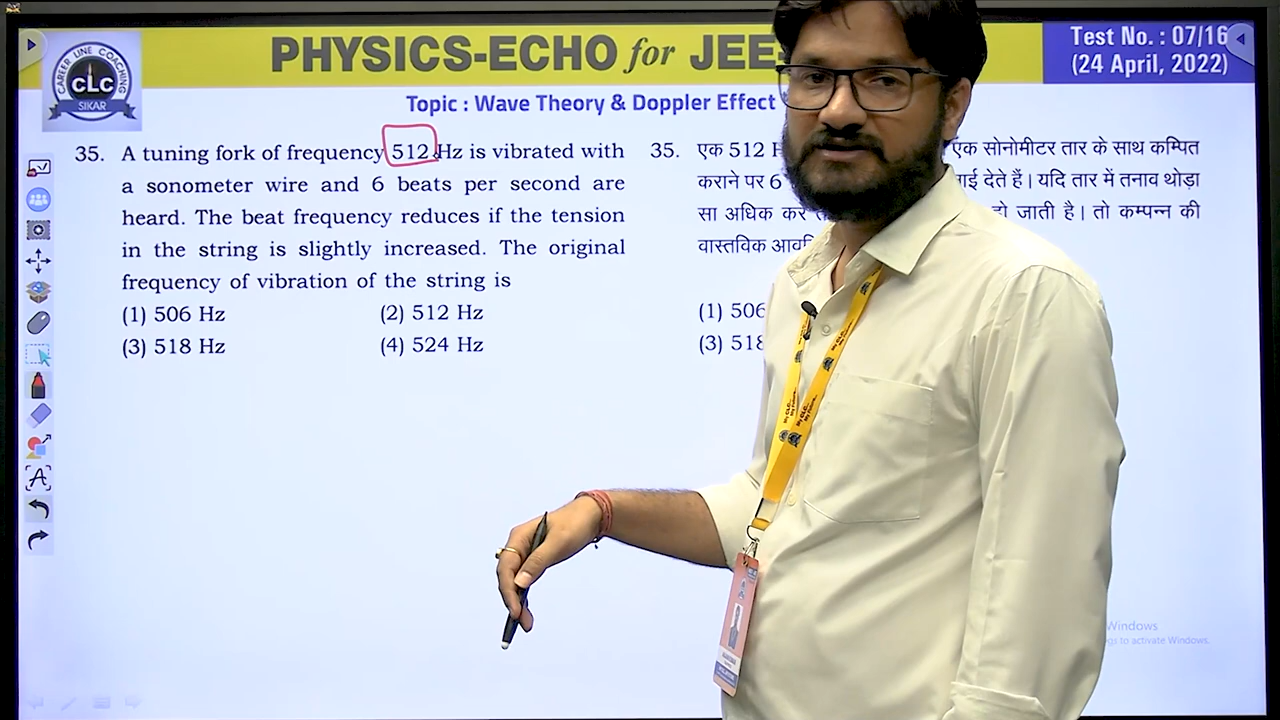 PHYSICS-ECHO for JEE
Test No. : 07/16
(24 April, 2022)
CAREER LINE COACHING
CLC
SIKAR
Topic : Wave Theory & Doppler Effect
35. A tuning fork of frequency 512 Hz is vibrated with
a sonometer wire and 6 beats per second are
heard. The beat frequency reduces if the tension
in the string is slightly increased. The original
frequency of vibration of the string is
(1) 506 Hz (2) 512 Hz
(3) 518 Hz (4) 524 Hz
35. एक 512 एक सोनोमीटर तार के साथ कम्पित
कराने पर 6 देते हैं। यदि तार में तनाव थोड़ा
सा अधिक कर हो जाती है। तो कम्पन्न की
वास्तविक
(1) 506
(3) 518
Windows
to activate Windows.